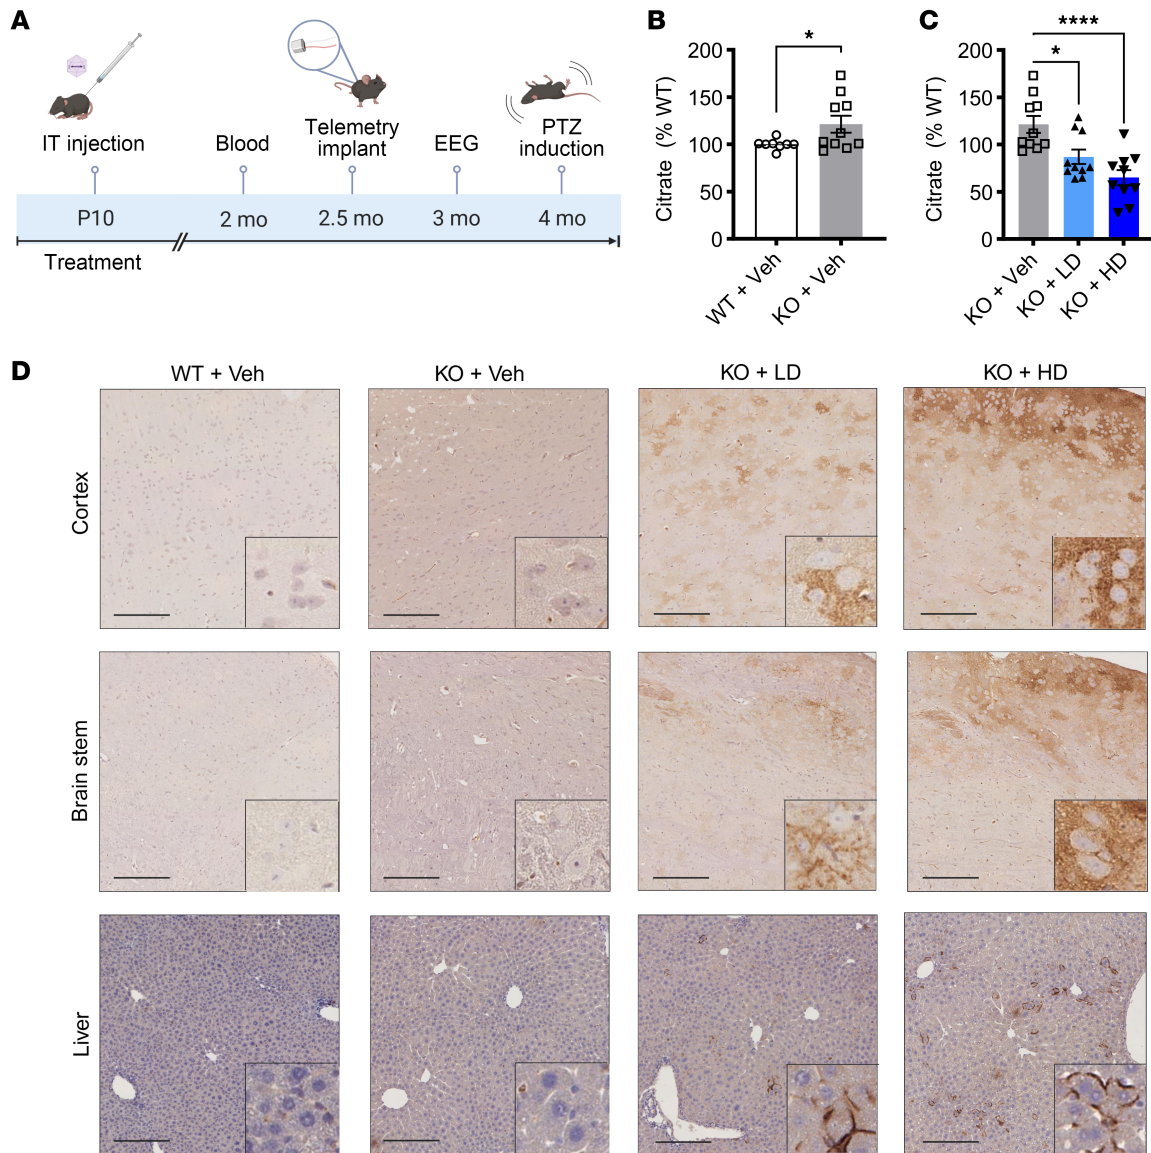 A
IT injection
Blood
Telemetry
implant
EEG
PTZ
induction
P10
2 mo
2.5 mo
3 mo
4 mo
Treatment
B
Citrate (% WT)
200
150
100
50
0
*
WT + Veh
KO + Veh
C
Citrate (% WT)
200
150
100
50
0
****
*
KO + Veh
KO + LD
KO + HD
D
WT + Veh
KO + Veh
KO + LD
KO + HD
Cortex
Brain stem
Liver